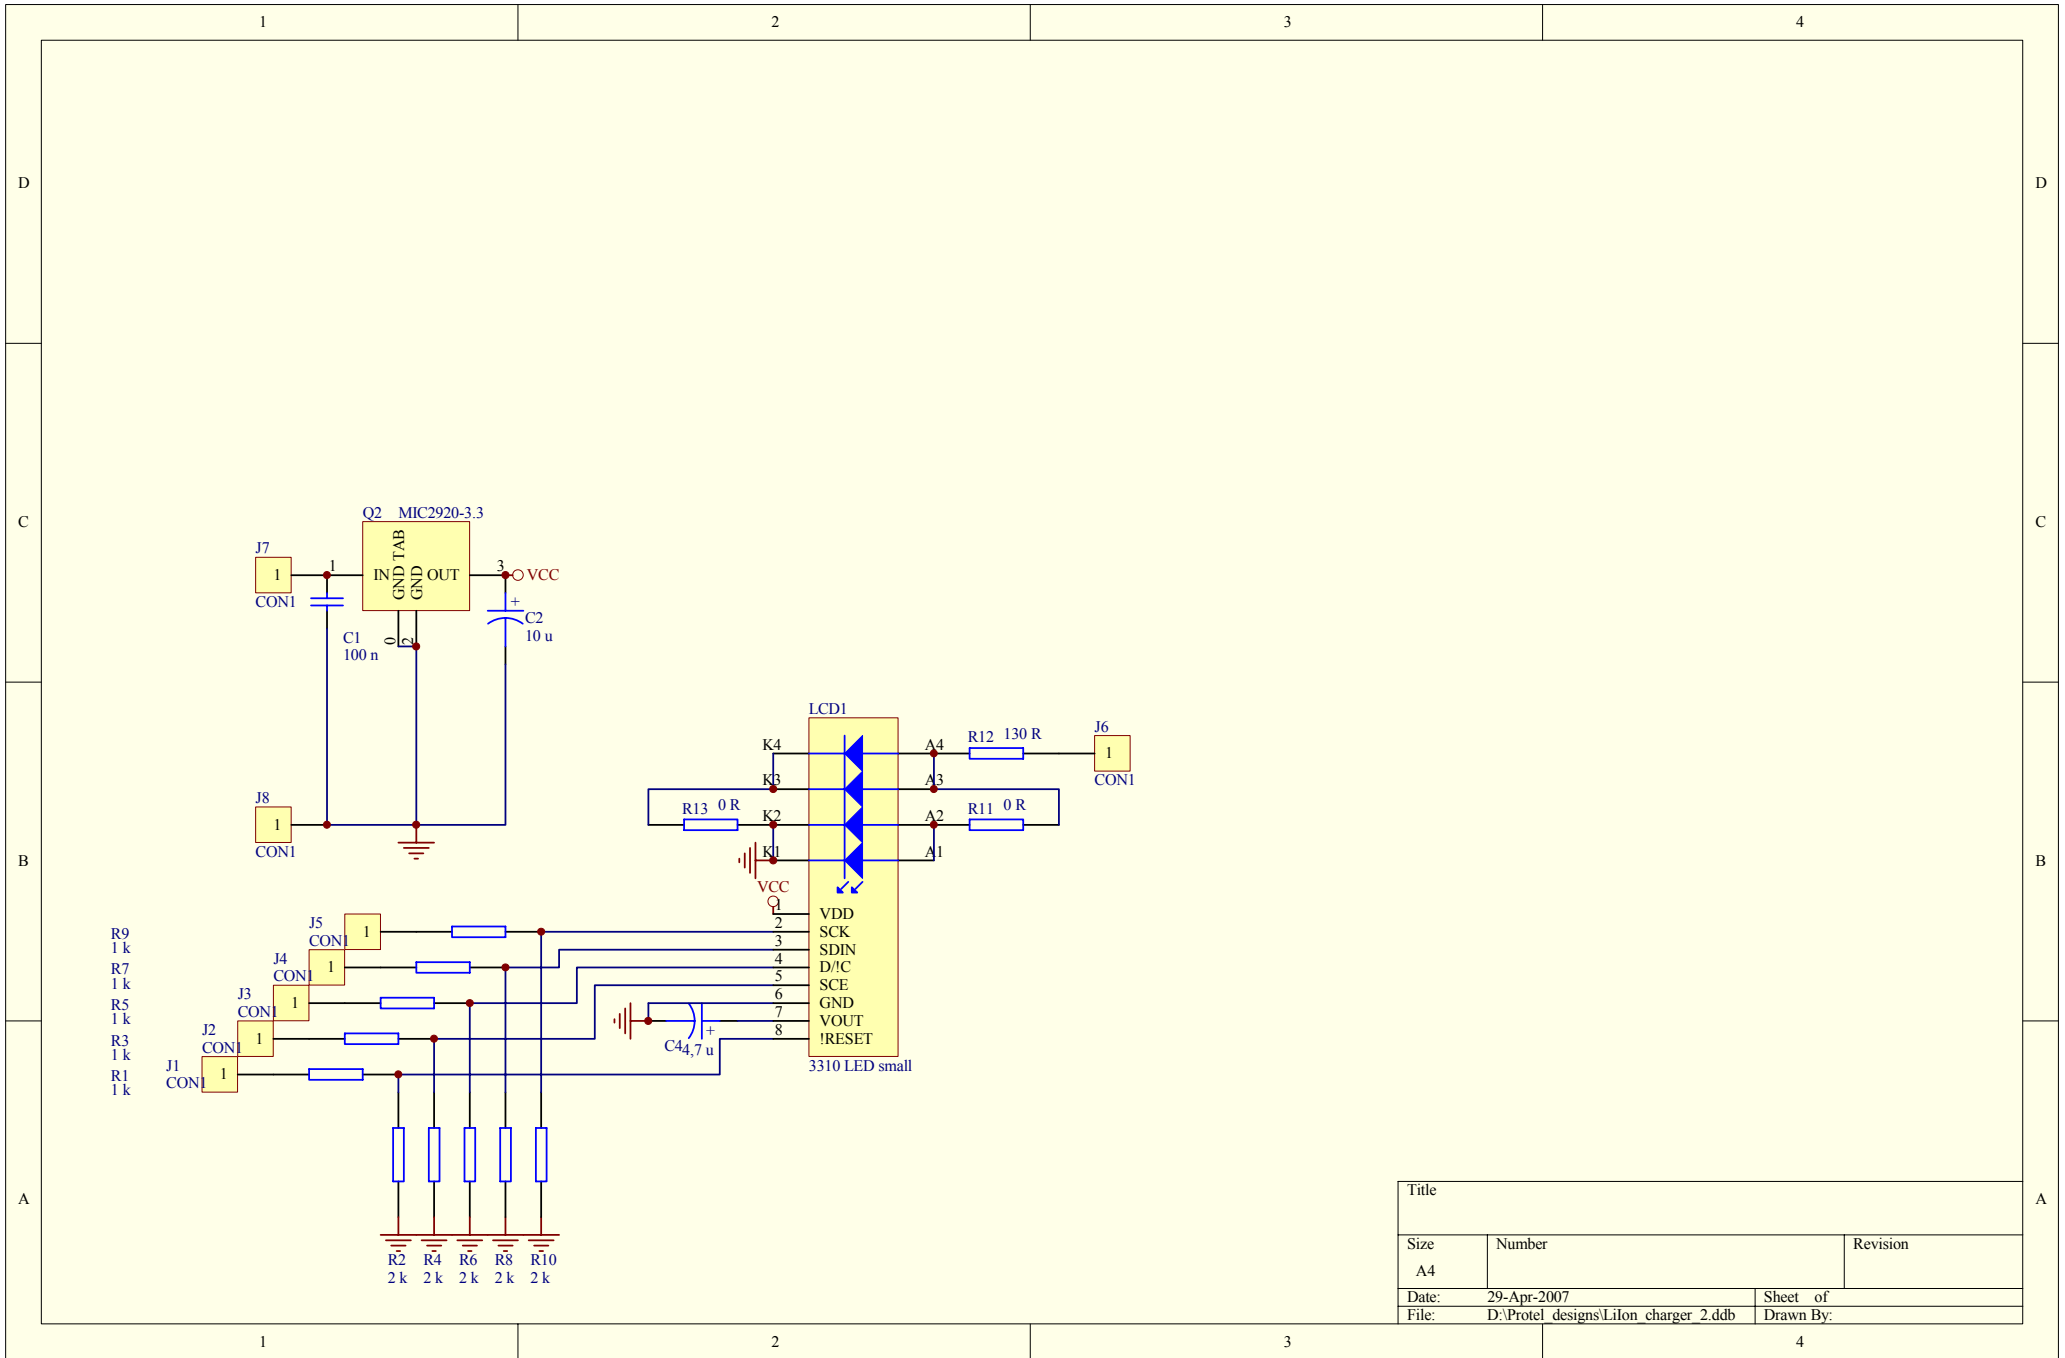 1 2 3 4
D D
C C
B B
A A
Q2 MIC2920-3.3
J7
1
CON1
1
IN
GND TAB
GND
OUT
3
VCC
0
2
C1
100 n
+
C2
10 u
J8
1
CON1
LCD1
K4
K3
K2
K1
A4
A3
A2
A1
R12 130 R
J6
1
CON1
R13 0 R
R11 0 R
VCC
1 VDD
2 SCK
3 SDIN
4 D/!C
5 SCE
6 GND
7 VOUT
8 !RESET
3310 LED small
+
C4 4,7 u
R9
1 k
R7
1 k
R5
1 k
R3
1 k
R1
1 k
J5
CON1
1
J4
CON1
1
J3
CON1
1
J2
CON1
1
J1
CON1
1
R2 R4 R6 R8 R10
2 k 2 k 2 k 2 k 2 k
Title
Size Number Revision
A4
Date: 29-Apr-2007 Sheet of
File: D:\Protel_designs\LiIon_charger_2.ddb Drawn By:
1 2 3 4